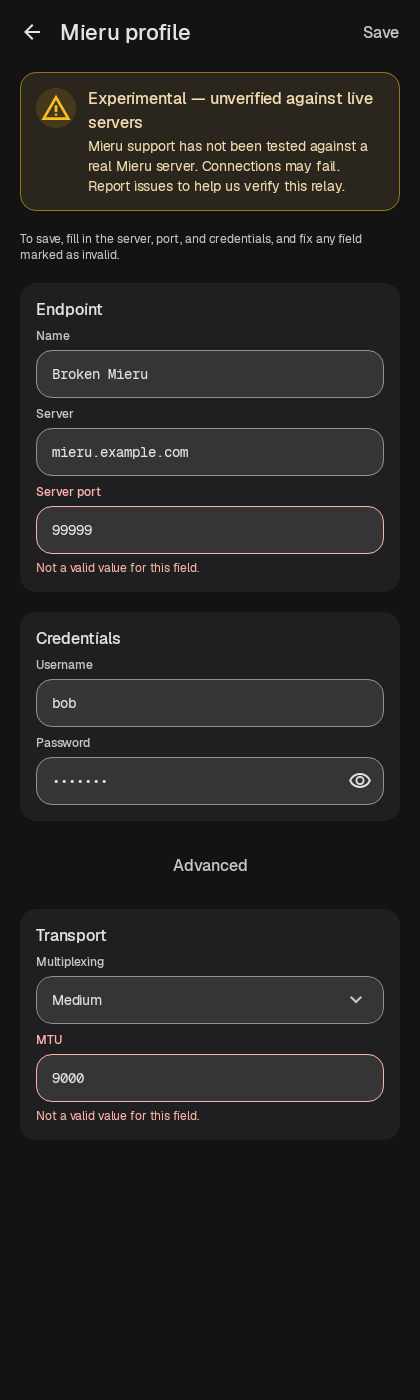 Mieru profile
Save
Experimental — unverified against live
servers
Mieru support has not been tested against a
real Mieru server. Connections may fail.
Report issues to help us verify this relay.
To save, fill in the server, port, and credentials, and fix any field
marked as invalid.
Endpoint
Name
Broken Mieru
Server
mieru.example.com
Server port
99999
Not a valid value for this field.
Credentials
Username
bob
Password
•••••••
Advanced
Transport
Multiplexing
Medium
MTU
9000
Not a valid value for this field.